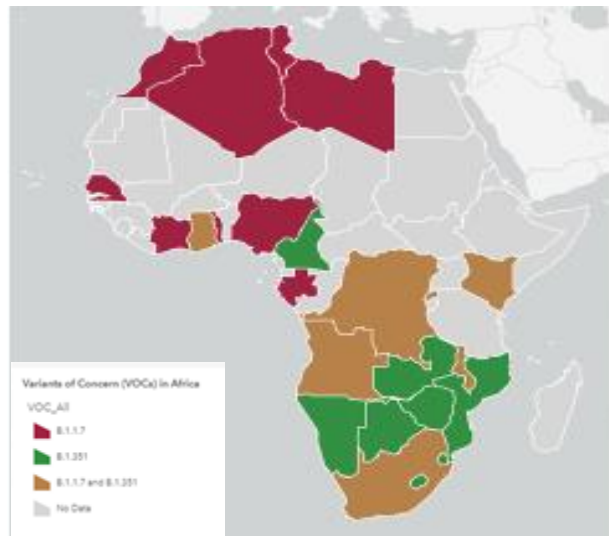 Variants of Concern (VOCs) in Africa
VOC_All
B.1.1.7
B.1.351
B.1.1.7 and B.1.351
No Data